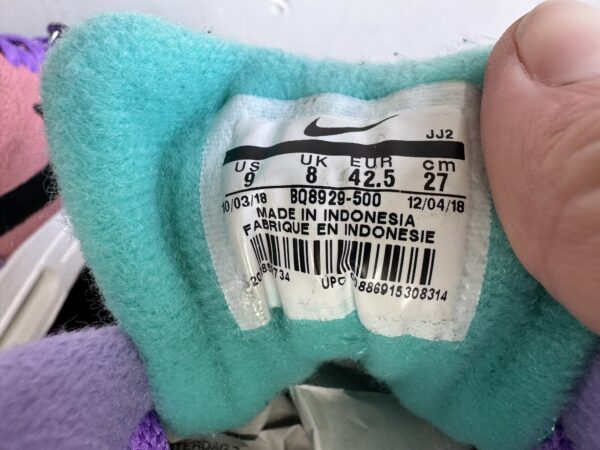 JJ2
US UK EUR cm
9 8 42.5 27
10/03/18 BQ8929-500 12/04/18
MADE IN INDONESIA
FABRIQUE EN INDONESIE
UPC 00886915308314